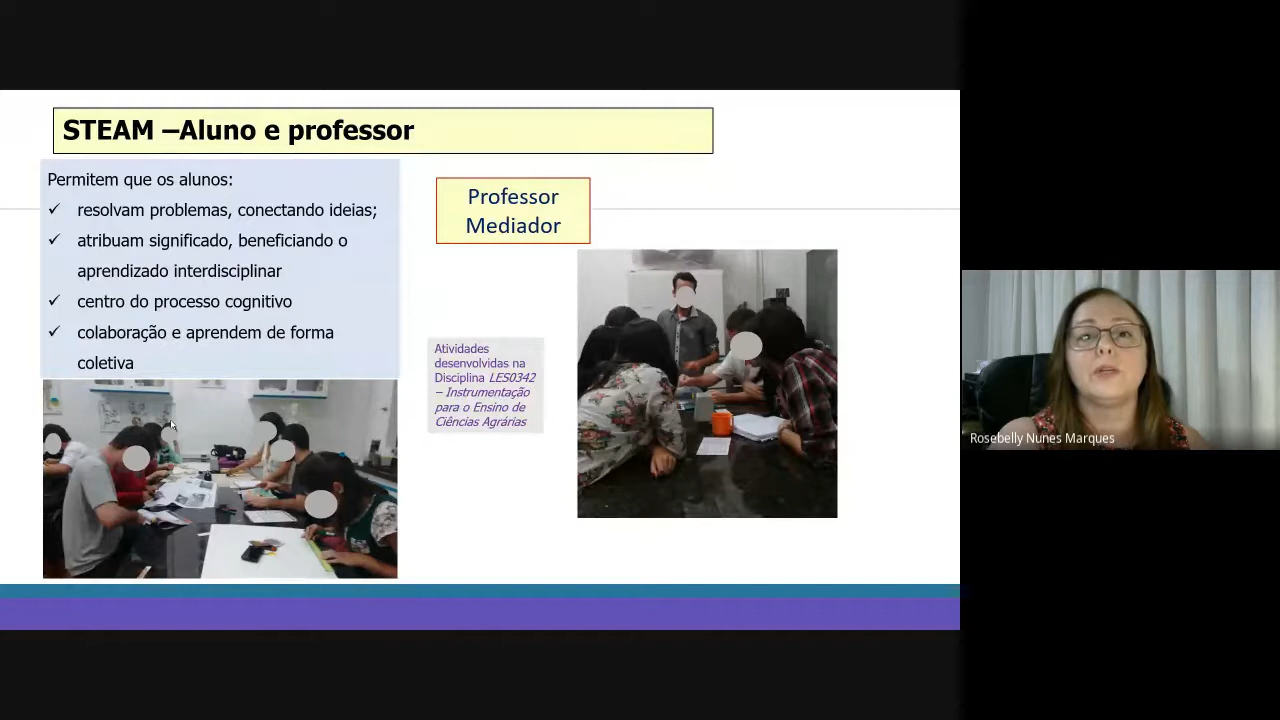 STEAM –Aluno e professor
Permitem que os alunos:
✓ resolvam problemas, conectando ideias;
✓ atribuam significado, beneficiando o
aprendizado interdisciplinar
✓ centro do processo cognitivo
✓ colaboração e aprendem de forma
coletiva
Professor
Mediador
Atividades
desenvolvidas na
Disciplina LES0342
– Instrumentação
para o Ensino de
Ciências Agrárias
Rosebelly Nunes Marques